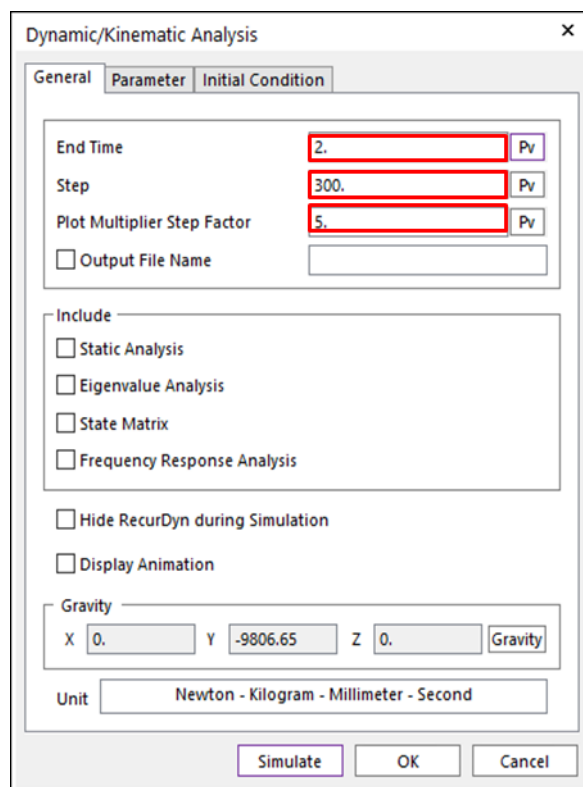 Dynamic/Kinematic Analysis
General Parameter Initial Condition
End Time 2. Pv
Step 300. Pv
Plot Multiplier Step Factor 5. Pv
Output File Name
Include
Static Analysis
Eigenvalue Analysis
State Matrix
Frequency Response Analysis
Hide RecurDyn during Simulation
Display Animation
Gravity
X 0. Y -9806.65 Z 0. Gravity
Unit Newton - Kilogram - Millimeter - Second
Simulate OK Cancel